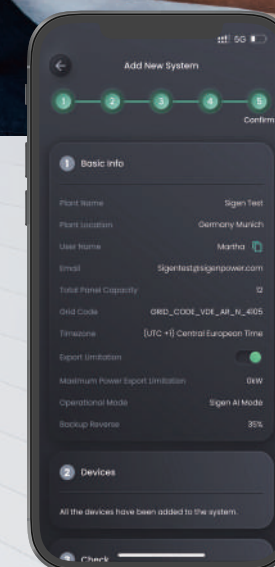 5G
Add New System
1 2 3 4 5
Confirm
1 Basic Info
Plant Name Sigen Test
Plant Location Germany Munich
User Name Martha
Email Sigentest@sigenpower.com
Total Panel Capacity 12
Grid Code GRID_CODE_VDE_AR_N_4105
Timezone (UTC +1) Central European Time
Export Limitation
Maximum Power Export Limitation 0kW
Operational Mode Sigen AI Mode
Backup Reverse 35%
2 Devices
All the devices have been added to the system.
3 Check